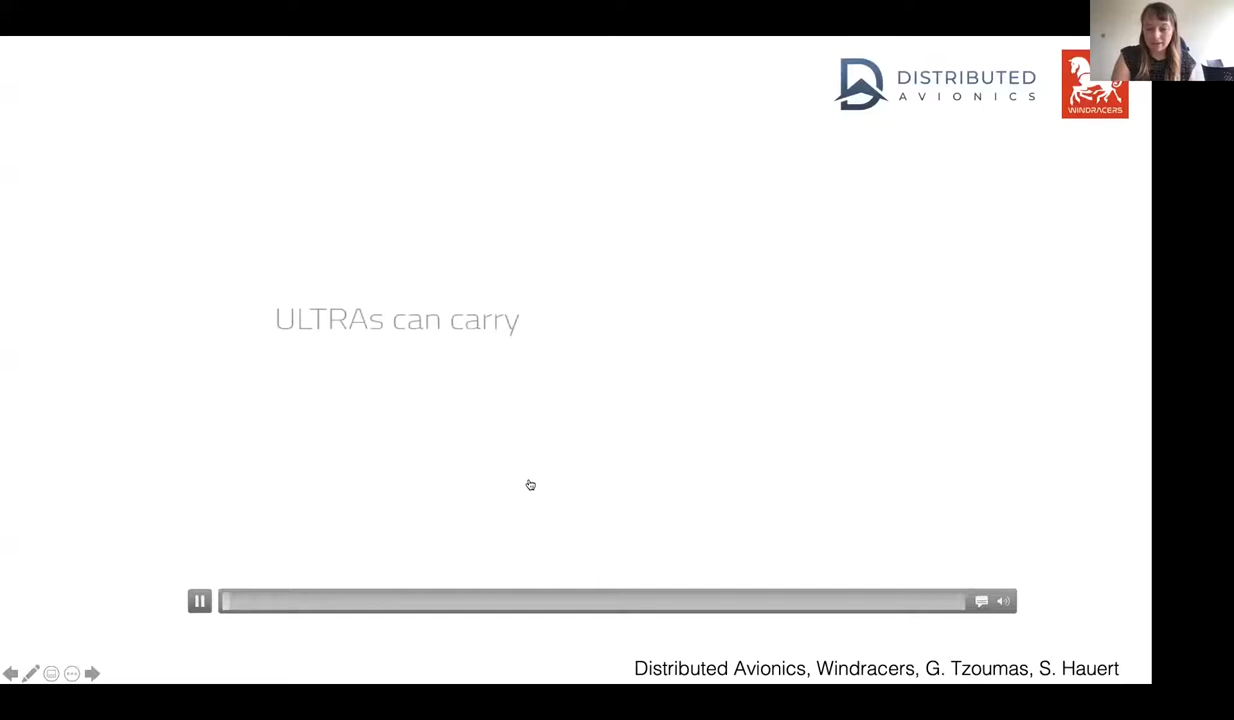 DISTRIBUTED
AVIONICS
WINDRACERS
ULTRAs can carry
Distributed Avionics, Windracers, G. Tzoumas, S. Hauert